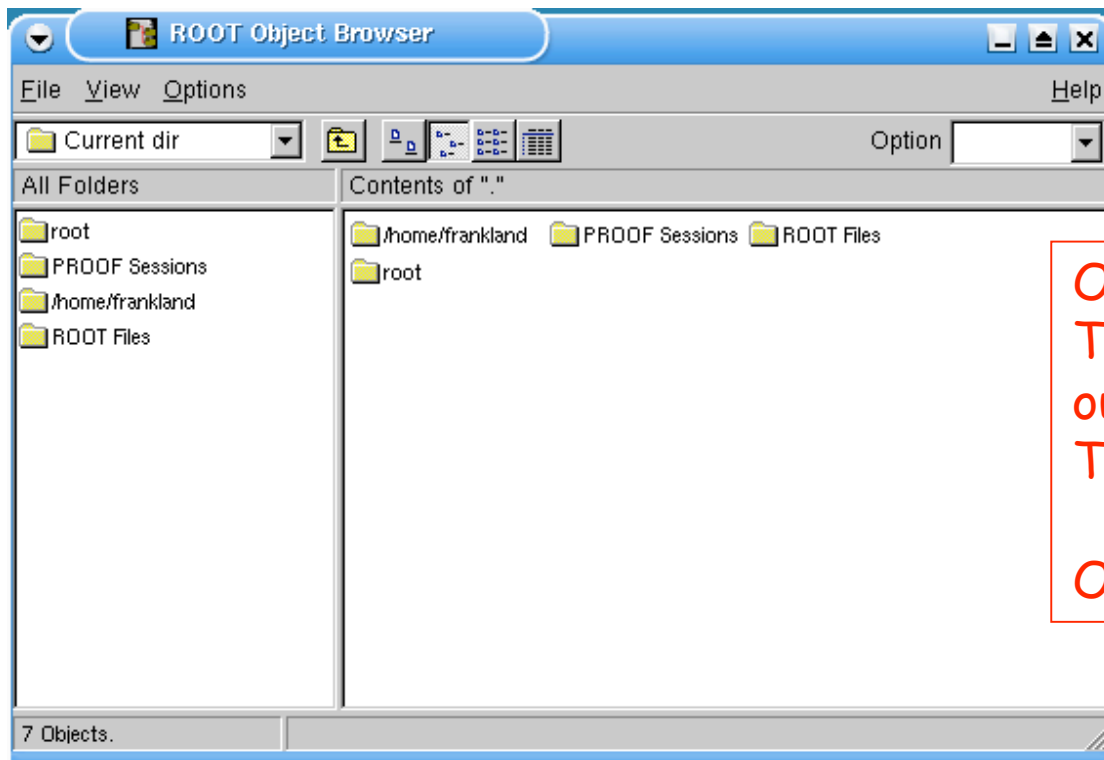 ROOT Object Browser
File View Options Help
Current dir Option
All Folders Contents of "."
root
PROOF Sessions
/home/frankland
ROOT Files
/home/frankland PROOF Sessions ROOT Files
root
7 Objects.